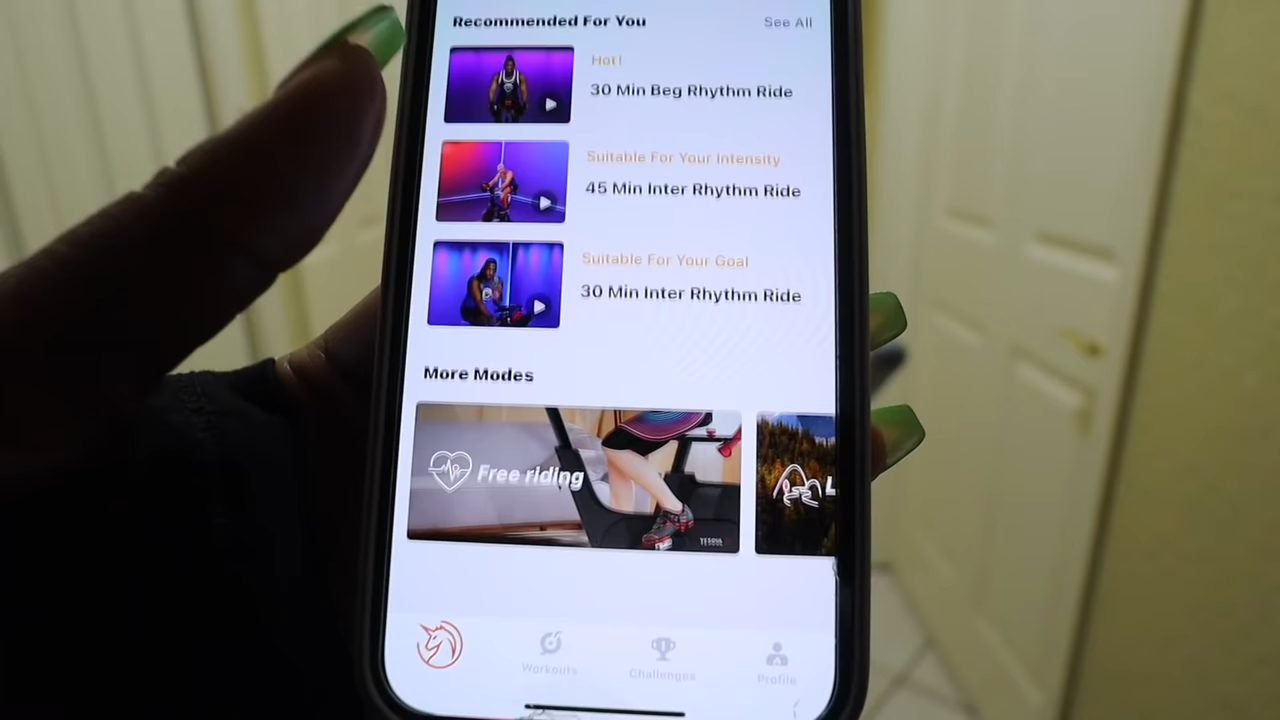 Recommended For You
See All
Hot!
30 Min Beg Rhythm Ride
Suitable For Your Intensity
45 Min Inter Rhythm Ride
Suitable For Your Goal
30 Min Inter Rhythm Ride
More Modes
Free riding
L
YESOUL
Workouts
Challenges
Profile